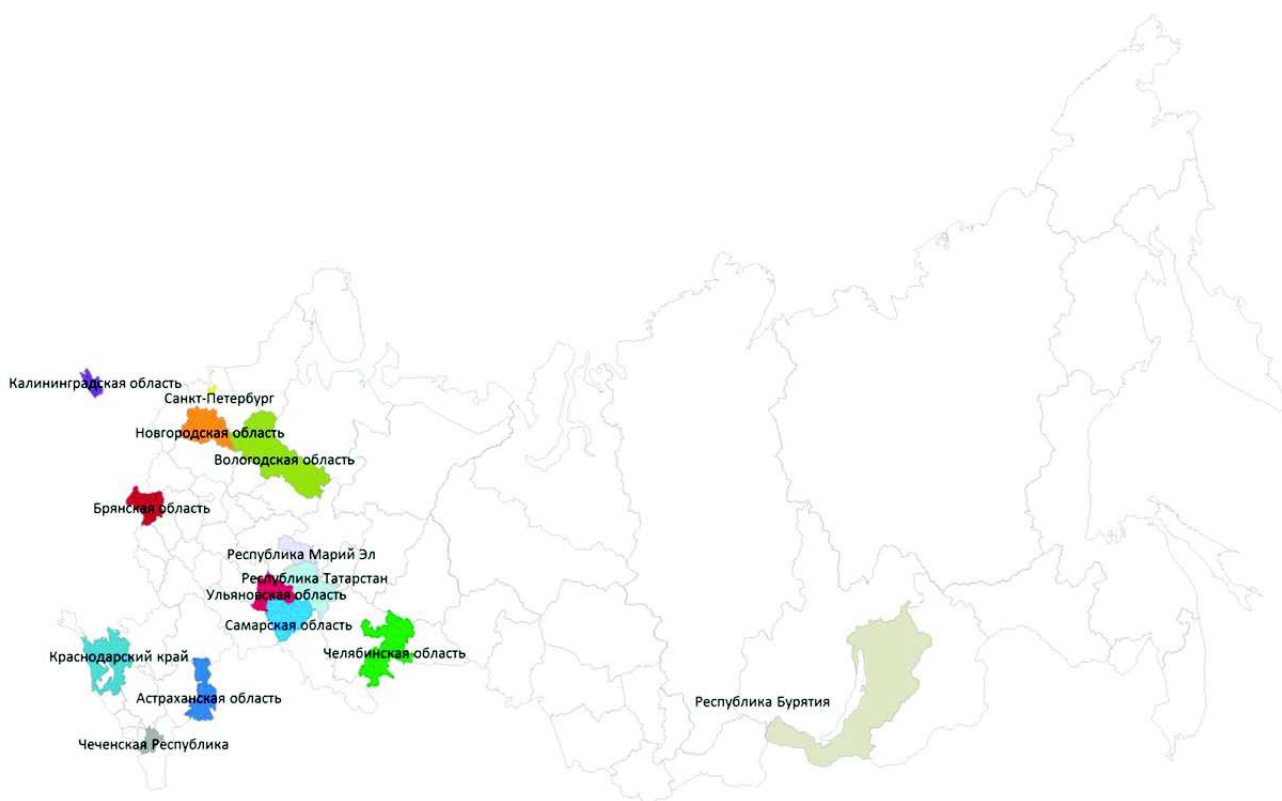 Калининградская область
Санкт-Петербург
Новгородская область
Вологодская область
Брянская область
Республика Марий Эл
Республика Татарстан
Ульяновская область
Самарская область
Челябинская область
Краснодарский край
Астраханская область
Республика Бурятия
Чеченская Республика